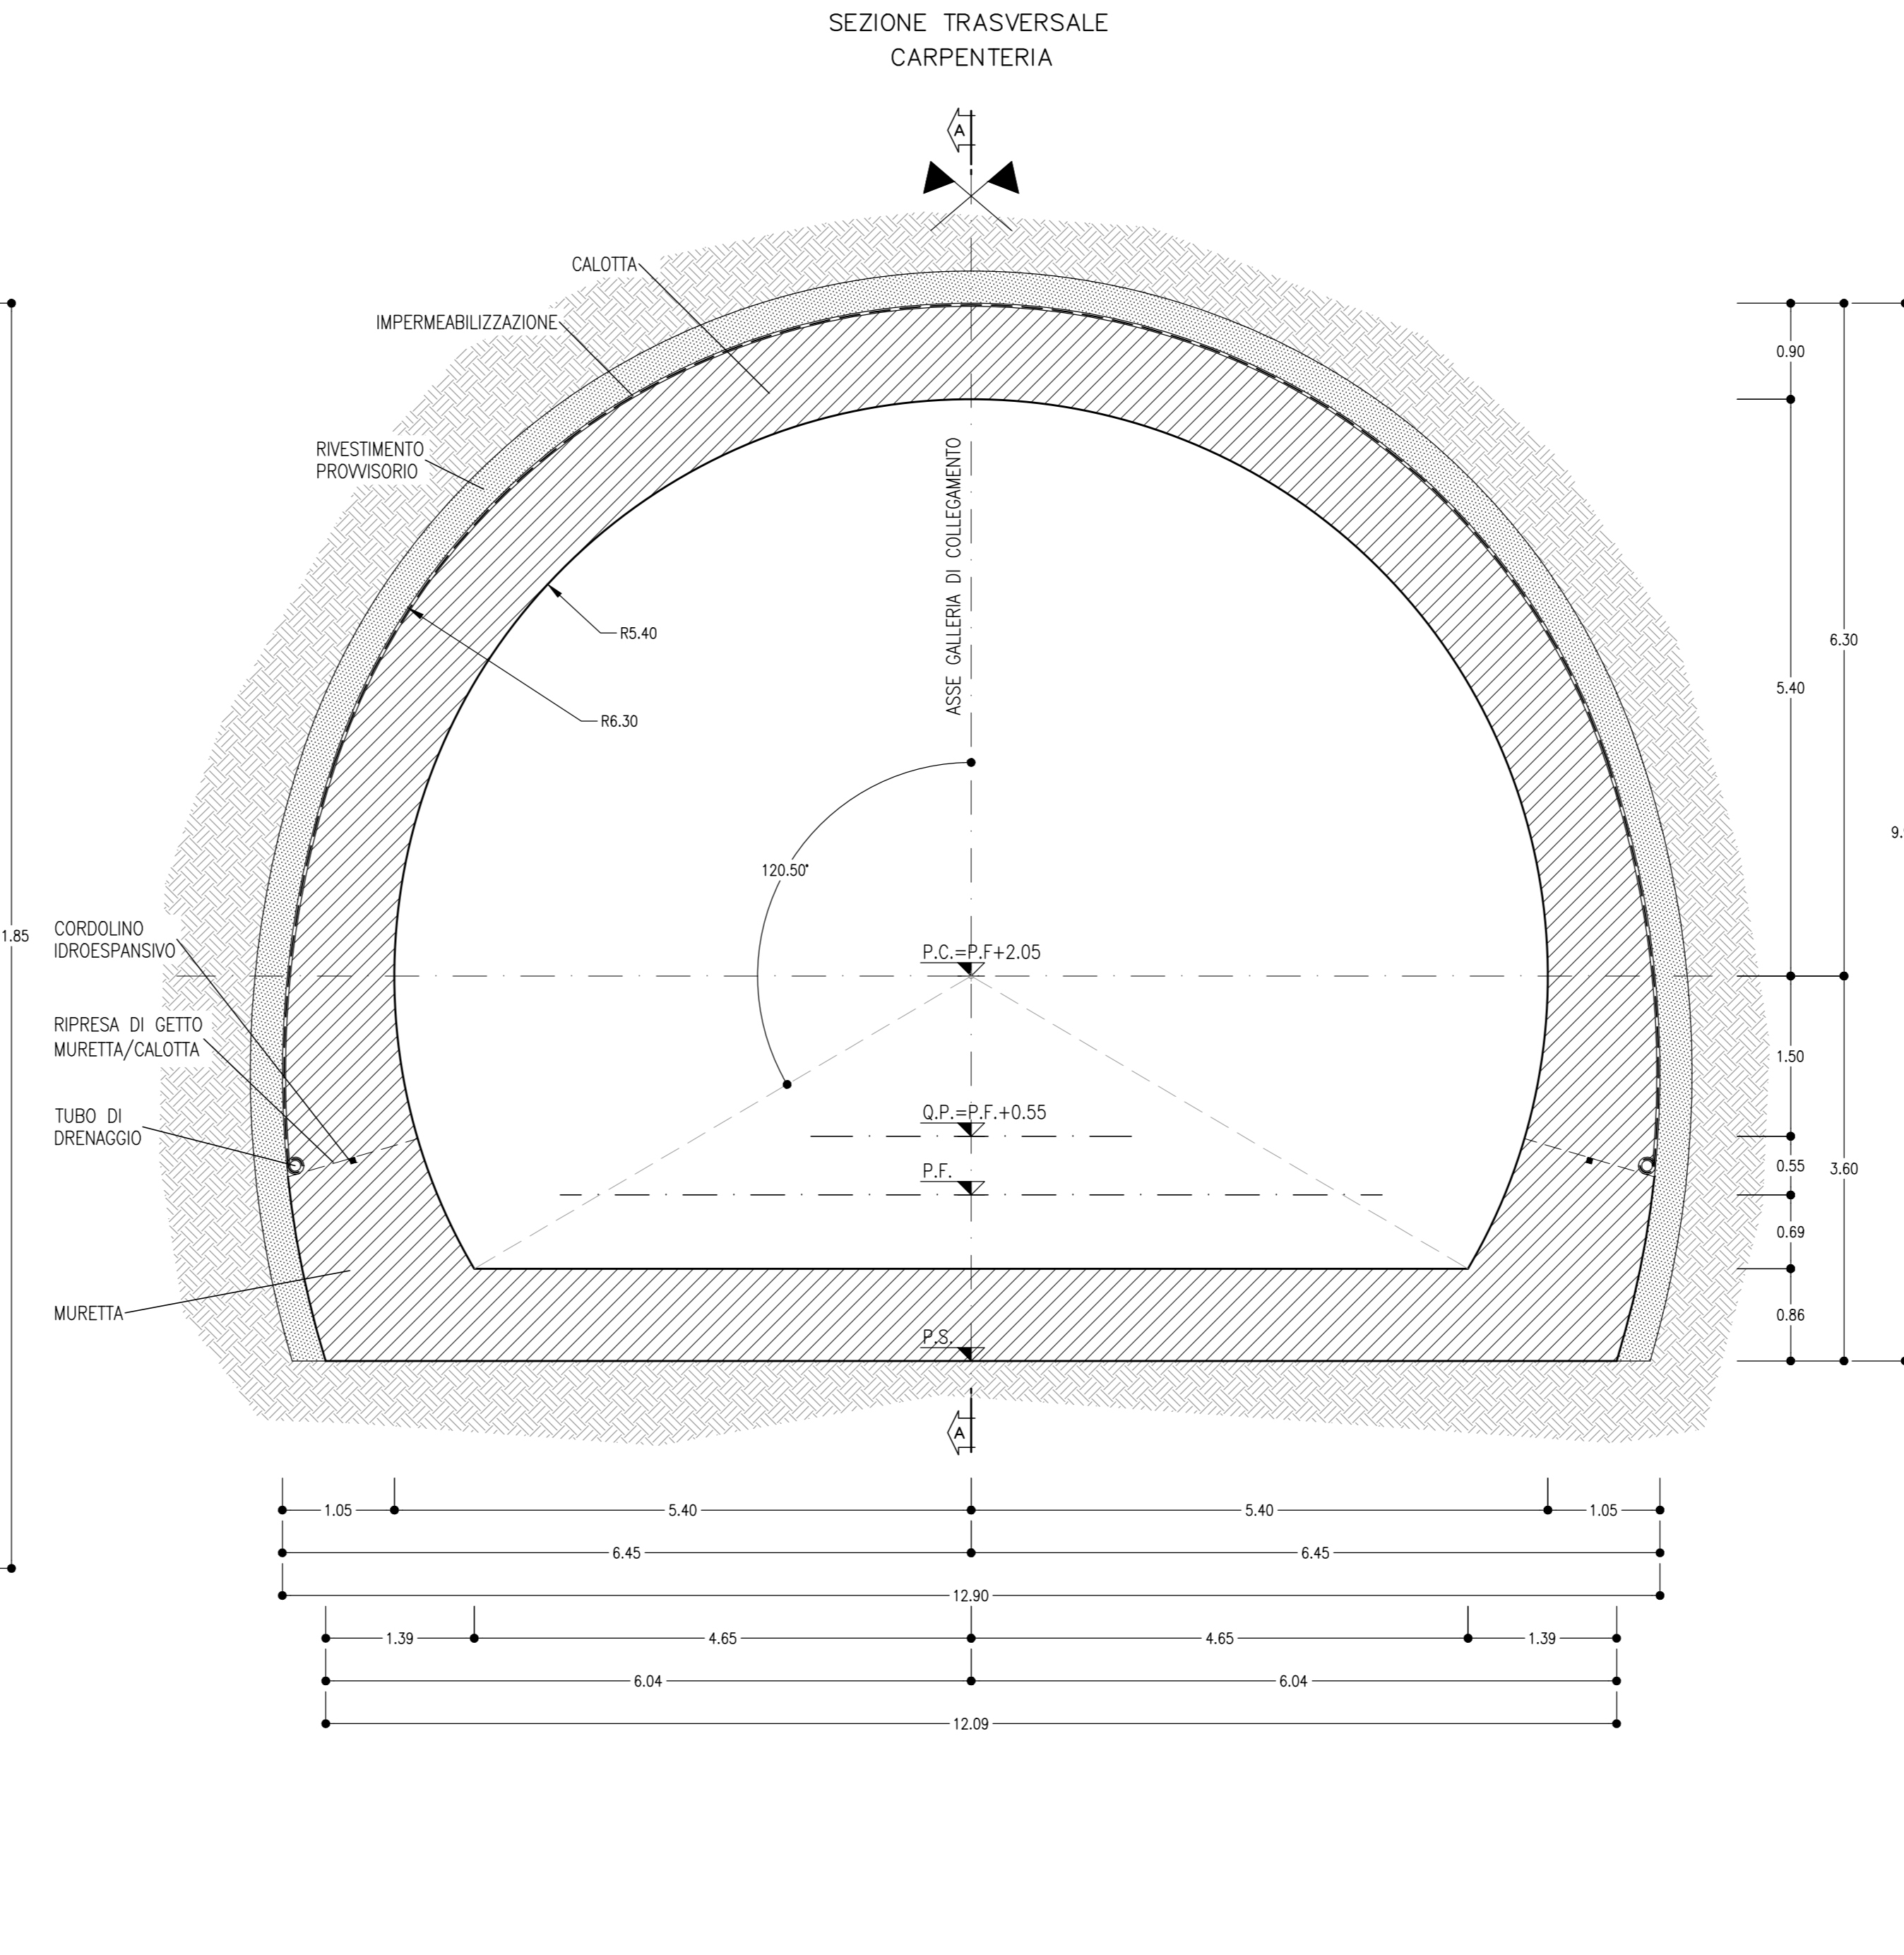 SEZIONE TRASVERSALE
CARPENTERIA
A
CALOTTA
IMPERMEABILIZZAZIONE
RIVESTIMENTO
PROVVISORIO
ASSE GALLERIA DI COLLEGAMENTO
R5.40
R6.30
120.50°
P.C.=P.F+2.05
CORDOLINO
IDROESPANSIVO
RIPRESA DI GETTO
MURETTA/CALOTTA
TUBO DI
DRENAGGIO
MURETTA
Q.P.=P.F.+0.55
P.F.
P.S.
A
1.85
0.90
5.40
6.30
9.
1.50
0.55
3.60
0.69
0.86
1.05
5.40
5.40
1.05
6.45
6.45
12.90
1.39
4.65
4.65
1.39
6.04
6.04
12.09